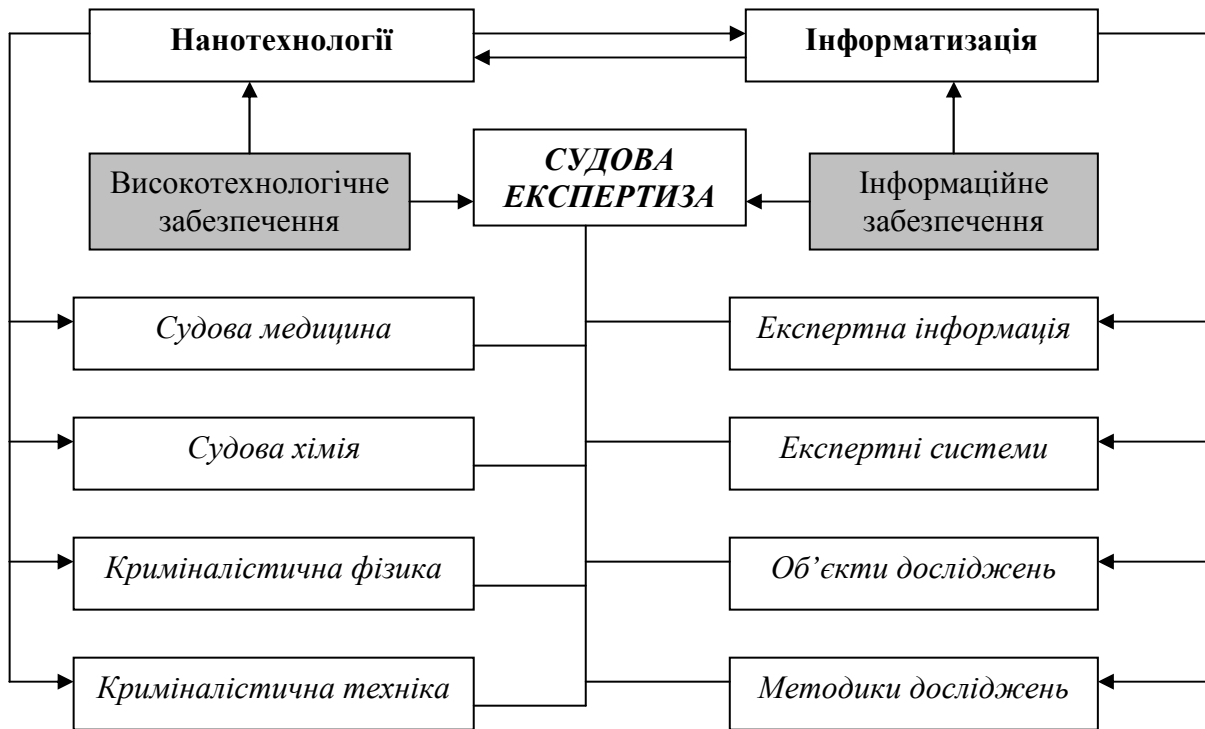 Нанотехнології
Інформатизація
СУДОВА
ЕКСПЕРТИЗА
Високотехнологічне
забезпечення
Інформаційне
забезпечення
Судова медицина
Експертна інформація
Судова хімія
Експертні системи
Криміналістична фізика
Об’єкти досліджень
Криміналістична техніка
Методики досліджень